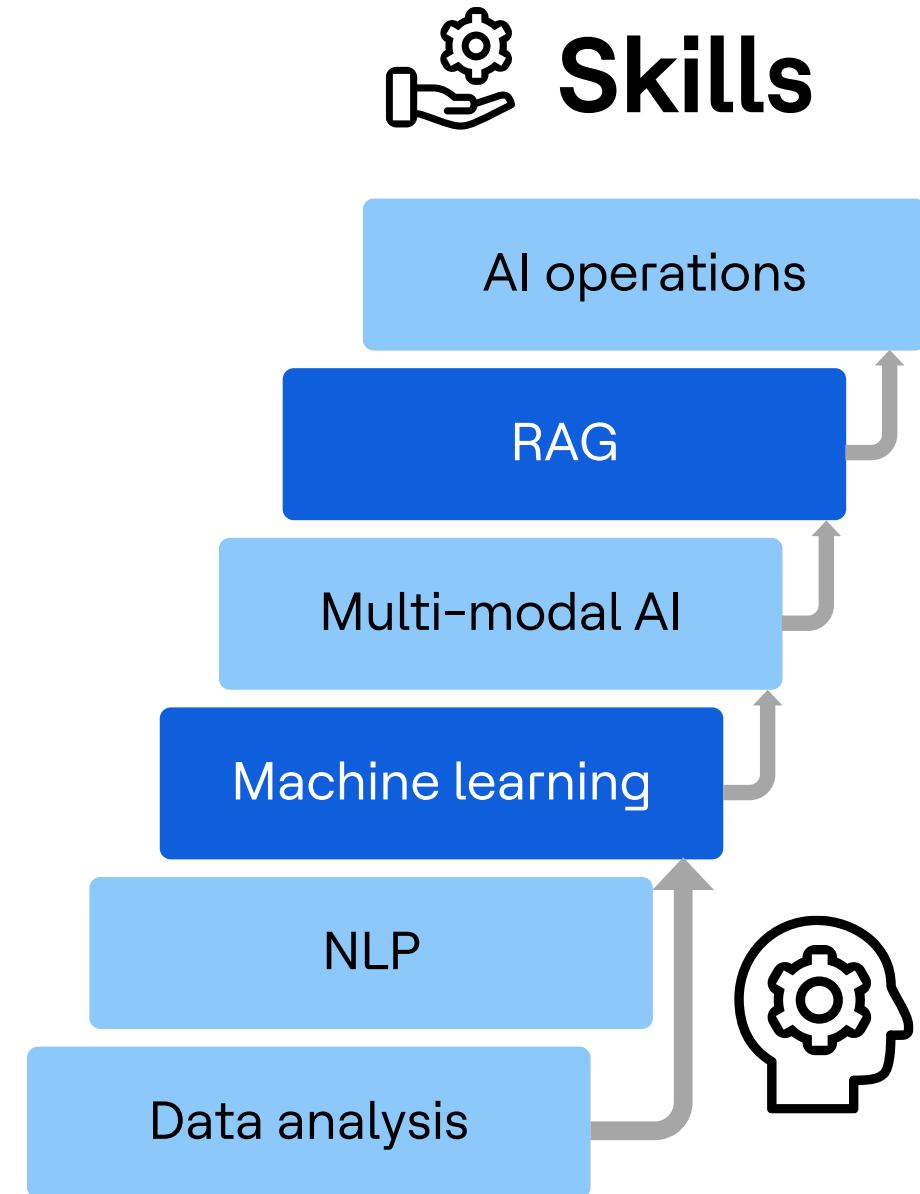 Skills
AI operations
RAG
Multi-modal AI
Machine learning
NLP
Data analysis